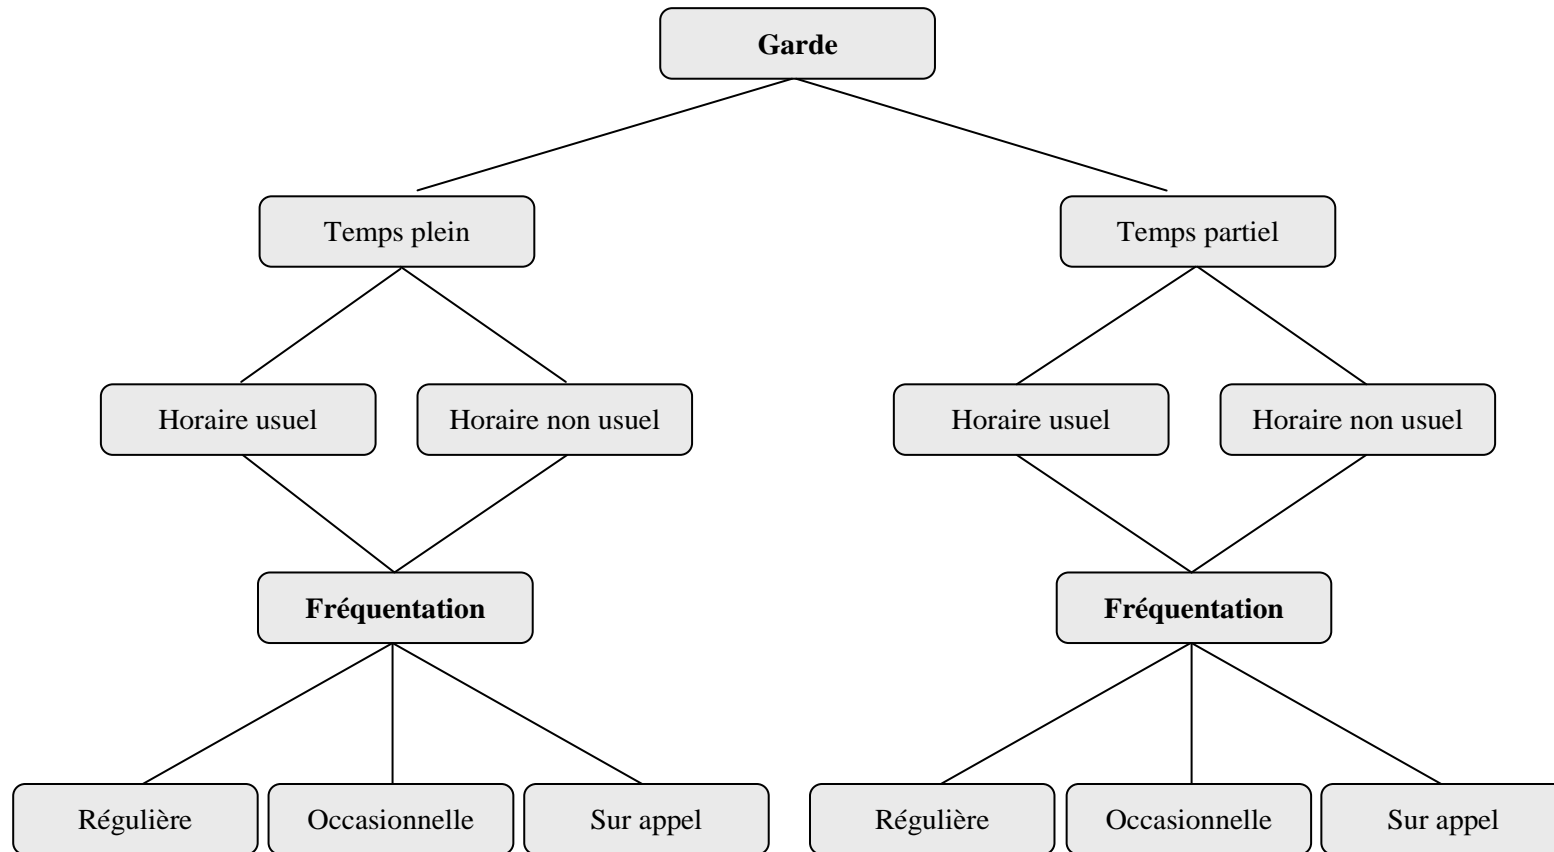 Garde
Temps plein
Temps partiel
Horaire usuel
Horaire non usuel
Horaire usuel
Horaire non usuel
Fréquentation
Fréquentation
Régulière
Occasionnelle
Sur appel
Régulière
Occasionnelle
Sur appel